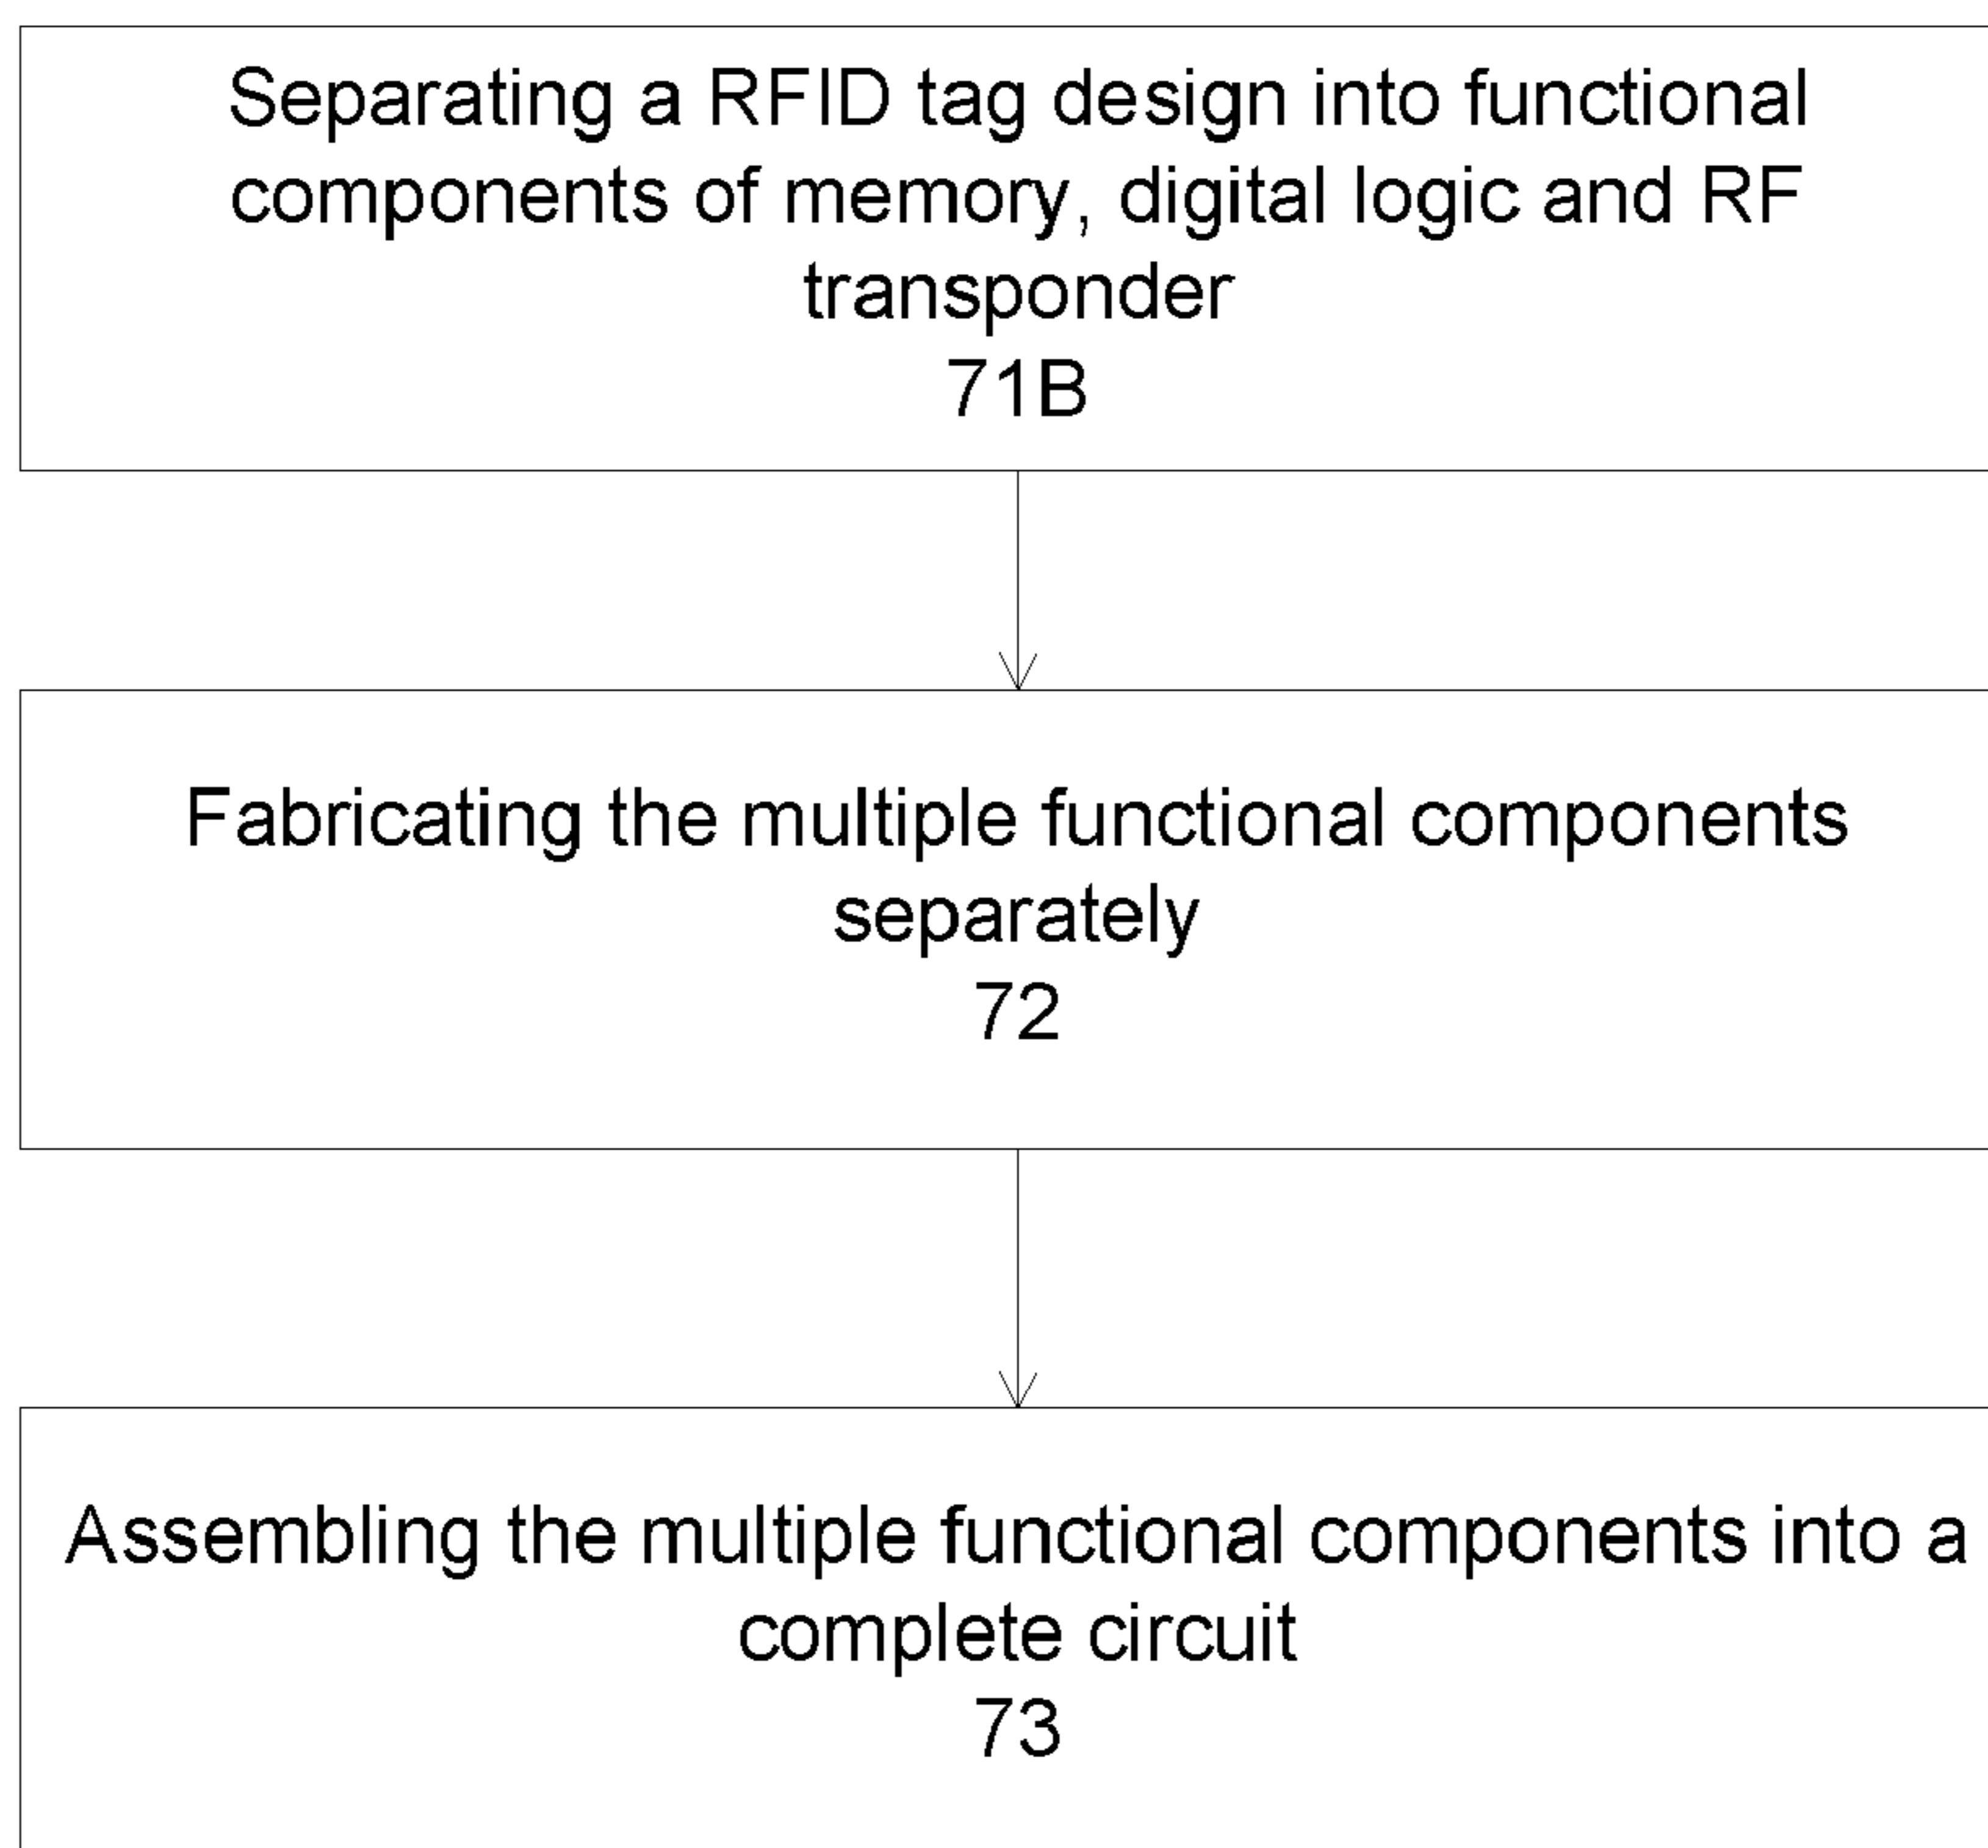 Separating a RFID tag design into functional
components of memory, digital logic and RF
transponder
71B
Fabricating the multiple functional components
separately
72
Assembling the multiple functional components into a
complete circuit
73